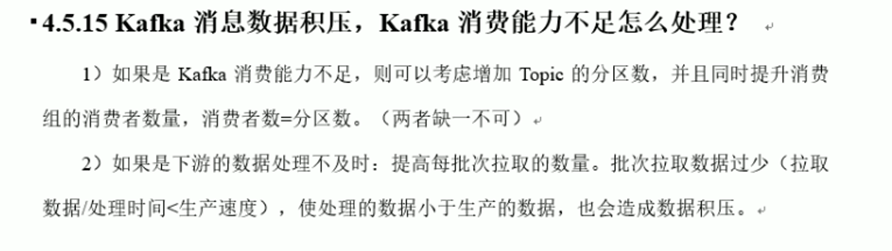 ▪4.5.15 Kafka 消息数据积压，Kafka 消费能力不足怎么处理？
1）如果是 Kafka 消费能力不足，则可以考虑增加 Topic 的分区数，并且同时提升消费
组的消费者数量，消费者数=分区数。（两者缺一不可）
2）如果是下游的数据处理不及时：提高每批次拉取的数量。批次拉取数据过少（拉取
数据/处理时间<生产速度），使处理的数据小于生产的数据，也会造成数据积压。